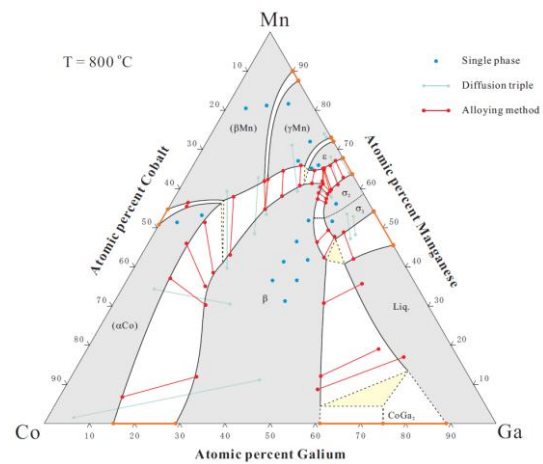 Mn
T = 800 °C
10
90
Single phase
Diffusion triple
Alloying method
20
80
(βMn)
(γMn)
30
70
ε
Atomic percent Cobalt
Atomic percent Manganese
40
60
σ₂
σ₁
50
50
60
40
70
30
β
Liq.
(αCo)
80
20
90
10
CoGa₃
Co
Ga
10 20 30 40 50 60 70 80 90
Atomic percent Galium